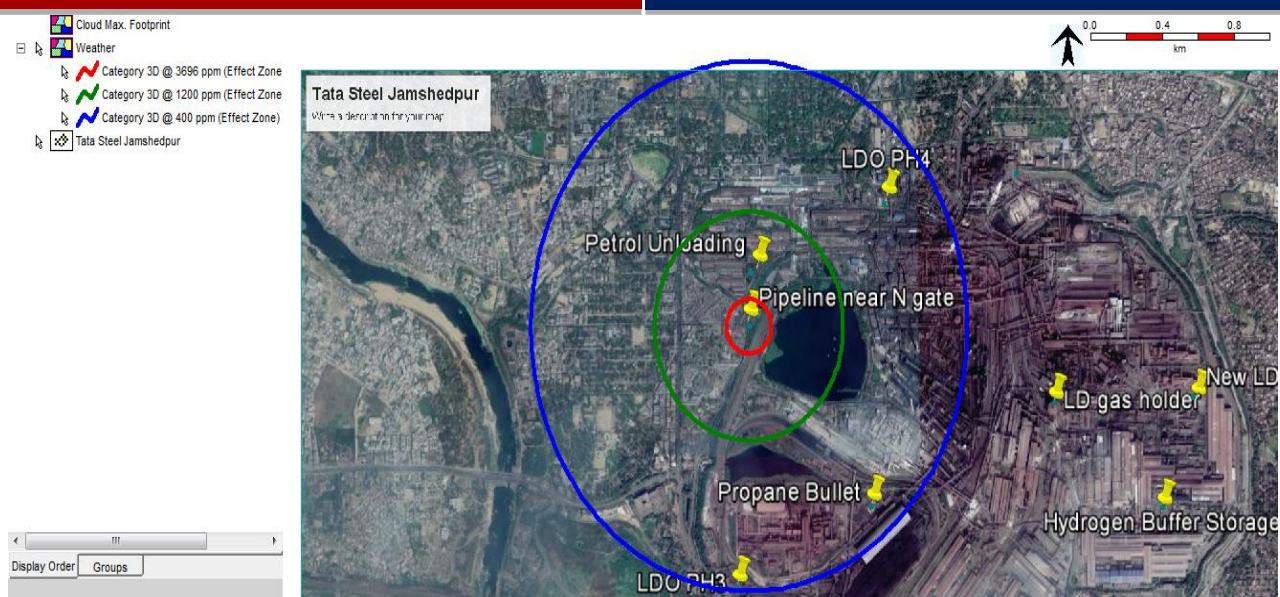 Cloud Max. Footprint
Weather
Category 3D @ 3696 ppm (Effect Zone
Category 3D @ 1200 ppm (Effect Zone
Category 3D @ 400 ppm (Effect Zone)
Tata Steel Jamshedpur
Display Order
Groups
0.0 0.4 0.8
km
Tata Steel Jamshedpur
Write a description for your map
LDO PH4
Petrol Unloading
Pipeline near N gate
New LD
LD gas holder
Propane Bullet
Hydrogen Buffer Storage
LDO PH3